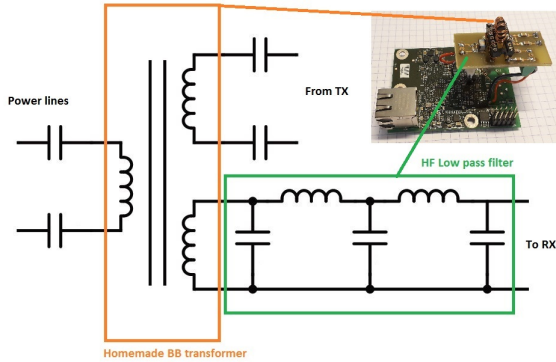 Power lines
From TX
HF Low pass filter
To RX
Homemade BB transformer